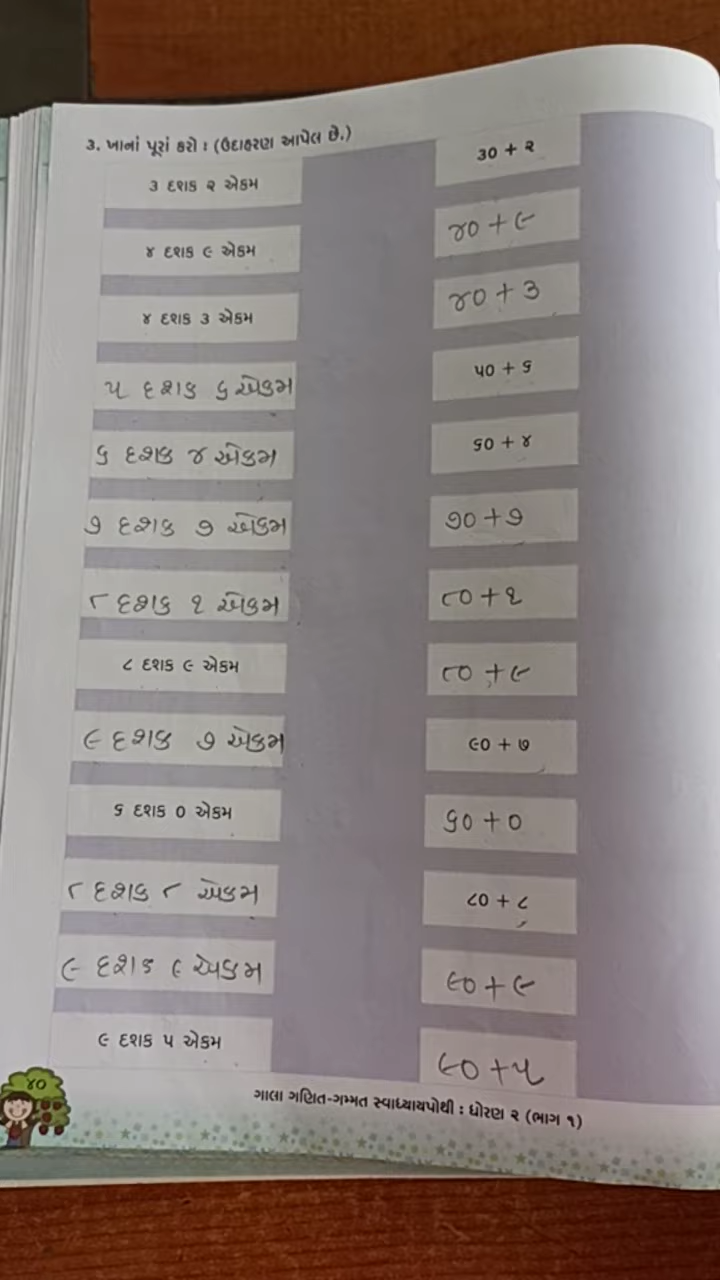 ૩. ખાનાં પૂરાં કરો : (ઉદાહરણ આપેલ છે.)
૩ દશક ૨ એકમ ૩૦ + ૨
૪ દશક ૯ એકમ ૪૦ + ૯
૪ દશક ૩ એકમ ૪૦ + ૩
૫ દશક ૬ એકમ ૫૦ + ૬
૬ દશક ૪ એકમ ૬૦ + ૪
૭ દશક ૭ એકમ ૭૦ + ૭
૮ દશક ૧ એકમ ૮૦ + ૧
૮ દશક ૯ એકમ ૮૦ + ૯
૯ દશક ૭ એકમ ૯૦ + ૭
૬ દશક ૦ એકમ ૬૦ + ૦
૮ દશક ૮ એકમ ૮૦ + ૮
૯ દશક ૯ એકમ ૯૦ + ૯
૯ દશક ૫ એકમ ૯૦ + ૫
૪૦
ગાલા ગણિત-ગમ્મત સ્વાધ્યાયપોથી : ધોરણ ૨ (ભાગ ૧)